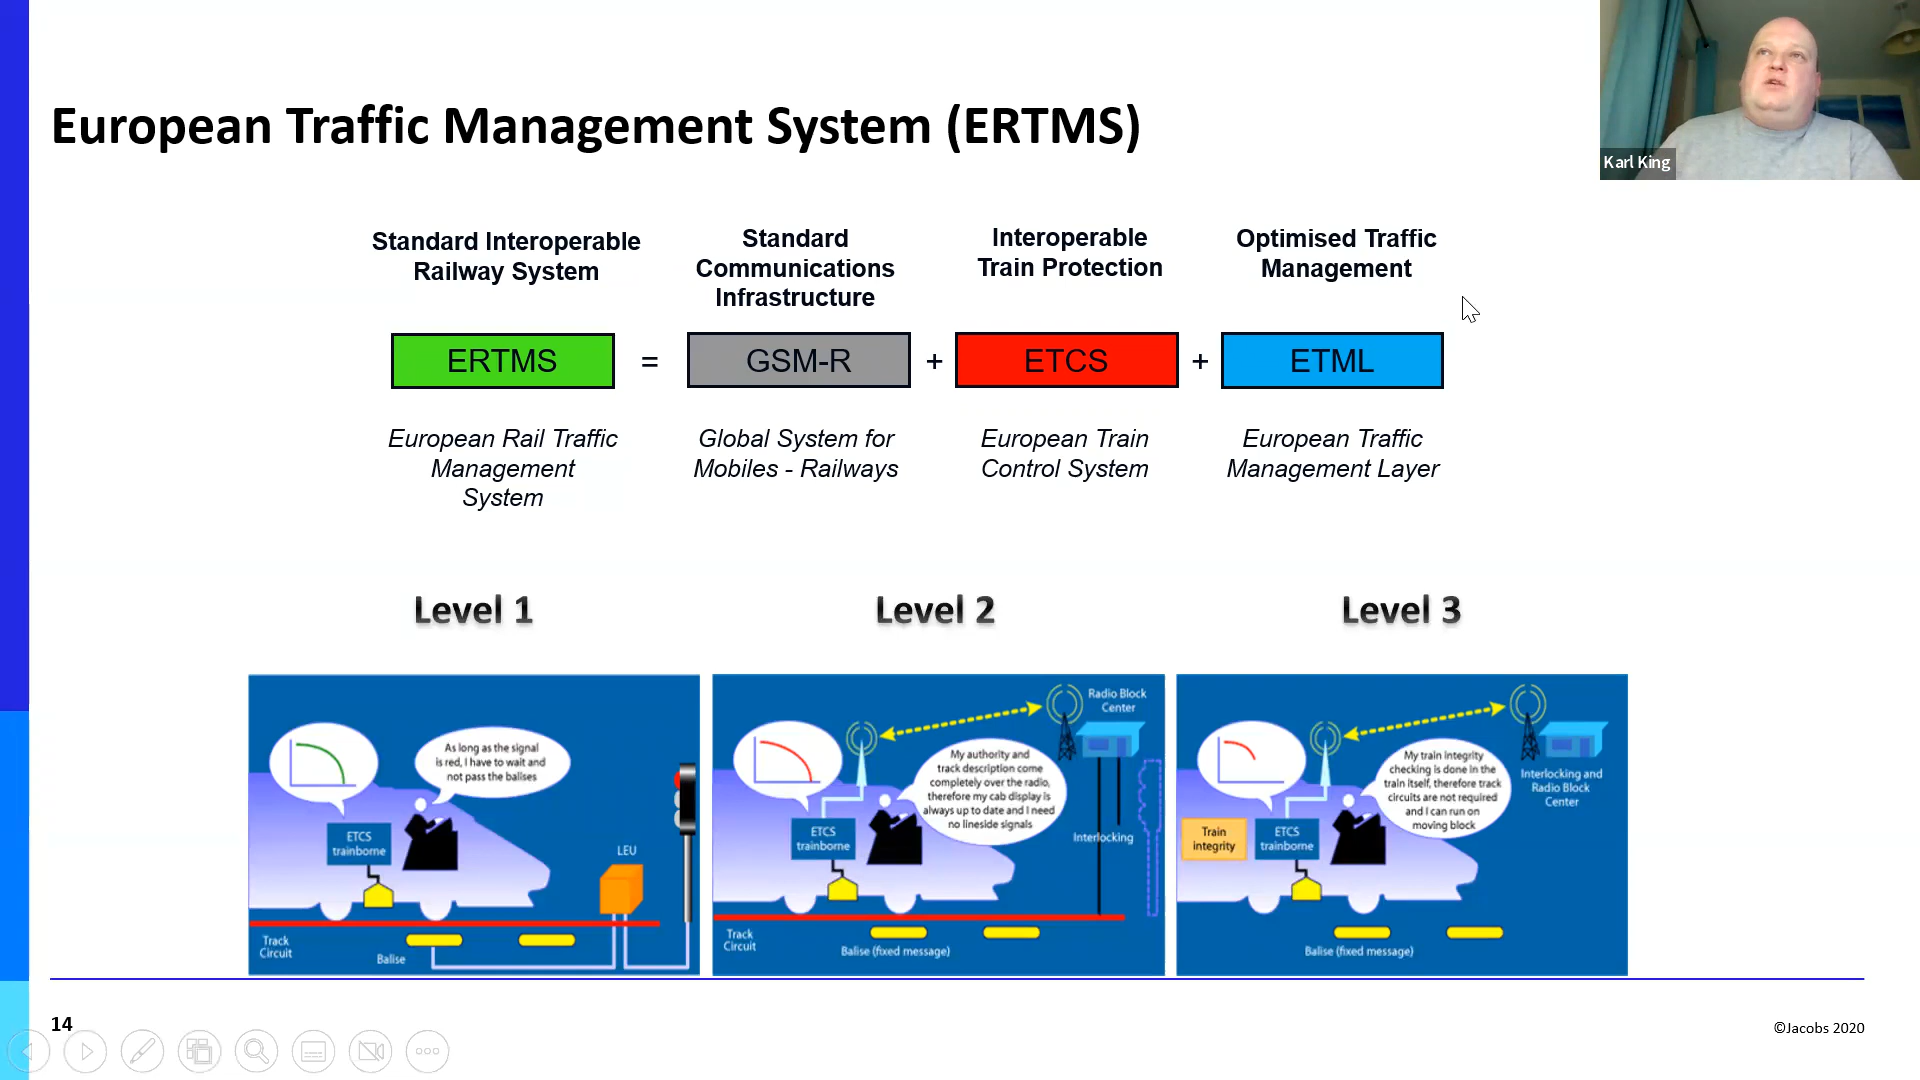 European Traffic Management System (ERTMS)
Karl King
Standard Interoperable
Railway System
Standard
Communications
Infrastructure
Interoperable
Train Protection
Optimised Traffic
Management
ERTMS
=
GSM-R
+
ETCS
+
ETML
European Rail Traffic
Management
System
Global System for
Mobiles - Railways
European Train
Control System
European Traffic
Management Layer
Level 1
Level 2
Level 3
As long as the signal
is red, I have to wait and
not pass the balises
ETCS
trainborne
LEU
Track
Circuit
Balise
Radio Block
Center
My authority and
track description come
completely over the radio,
therefore my cab display is
always up to date and I need
no lineside signals
ETCS
trainborne
Interlocking
Track
Circuit
Balise (fixed message)
My train integrity
checking is done in the
train itself, therefore track
circuits are not required
and I can run on
moving block
Interlocking and
Radio Block
Center
Train
integrity
ETCS
trainborne
Balise (fixed message)
14
©Jacobs 2020